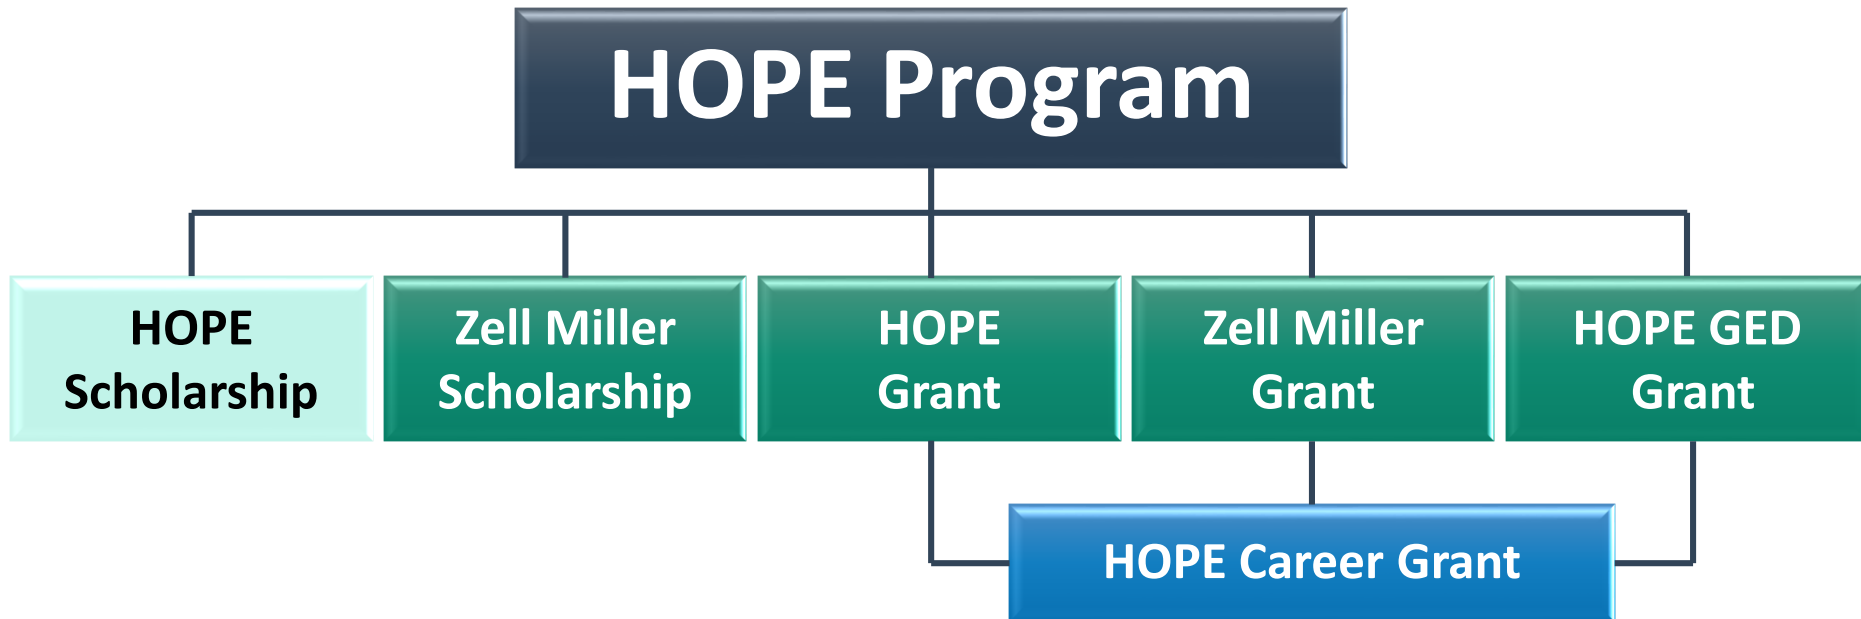 HOPE Program
HOPE
Scholarship
Zell Miller
Scholarship
HOPE
Grant
Zell Miller
Grant
HOPE GED
Grant
HOPE Career Grant